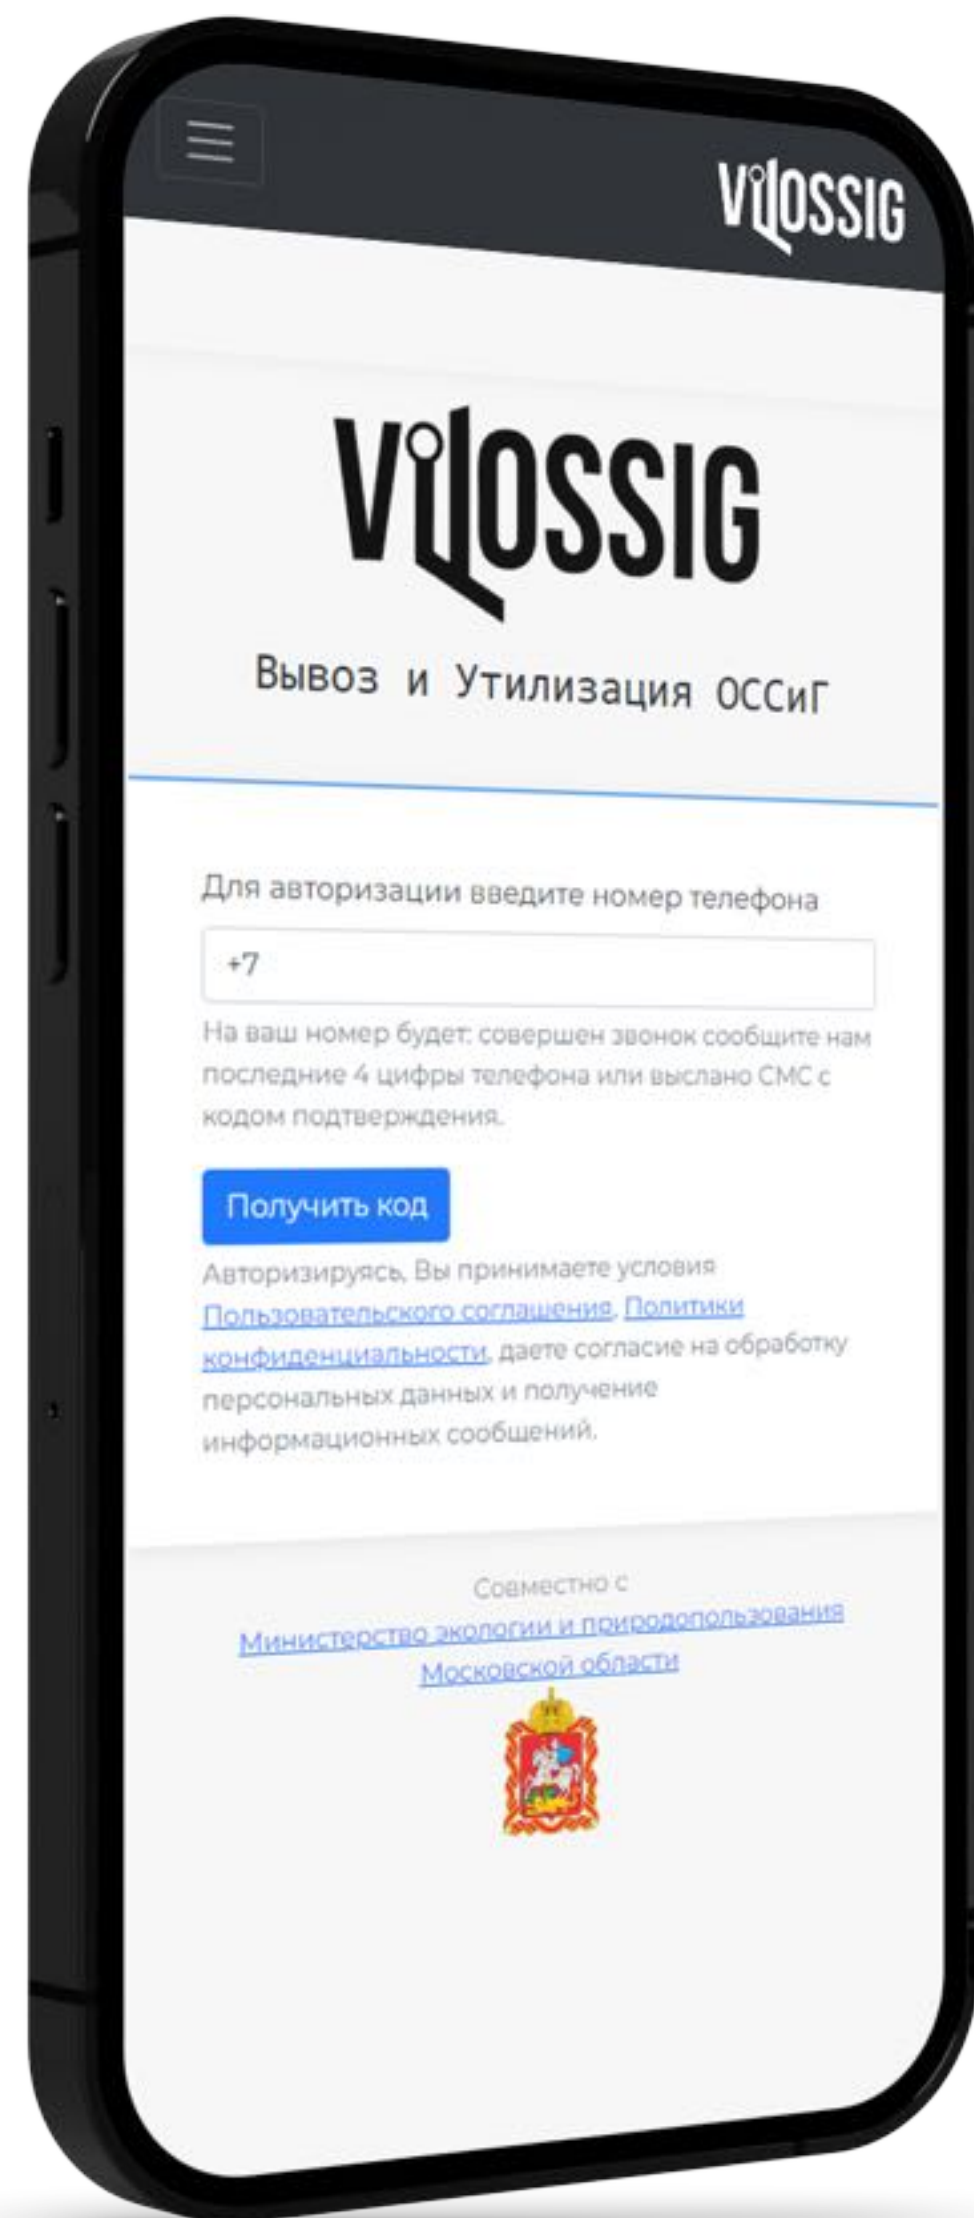 VIJOSSIG
VIJOSSIG
Вывоз и Утилизация ОССиГ
Для авторизации введите номер телефона
+7
На ваш номер будет: совершен звонок сообщите нам
последние 4 цифры телефона или выслано СМС с
кодом подтверждения.
Получить код
Авторизируясь, Вы принимаете условия
Пользовательского соглашения, Политики
конфиденциальности, даете согласие на обработку
персональных данных и получение
информационных сообщений.
Совместно с
Министерство экологии и природопользования
Московской области